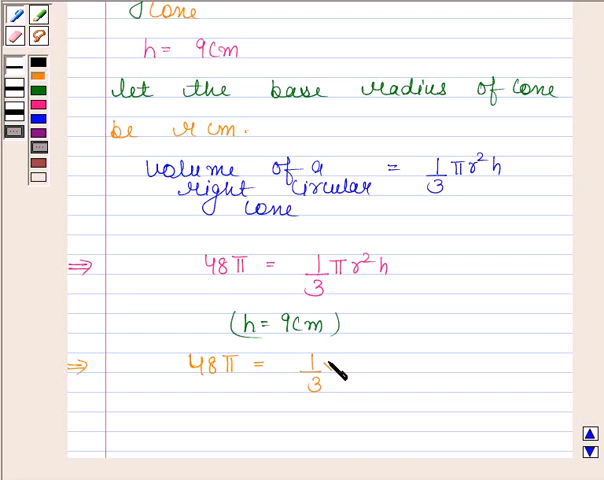 Cone
h = 9cm
let the base radius of cone
be r cm.
volume of a right circular cone = 1/3 πr²h
⇒ 48π = 1/3 πr²h
(h = 9cm)
⇒ 48π = 1/3